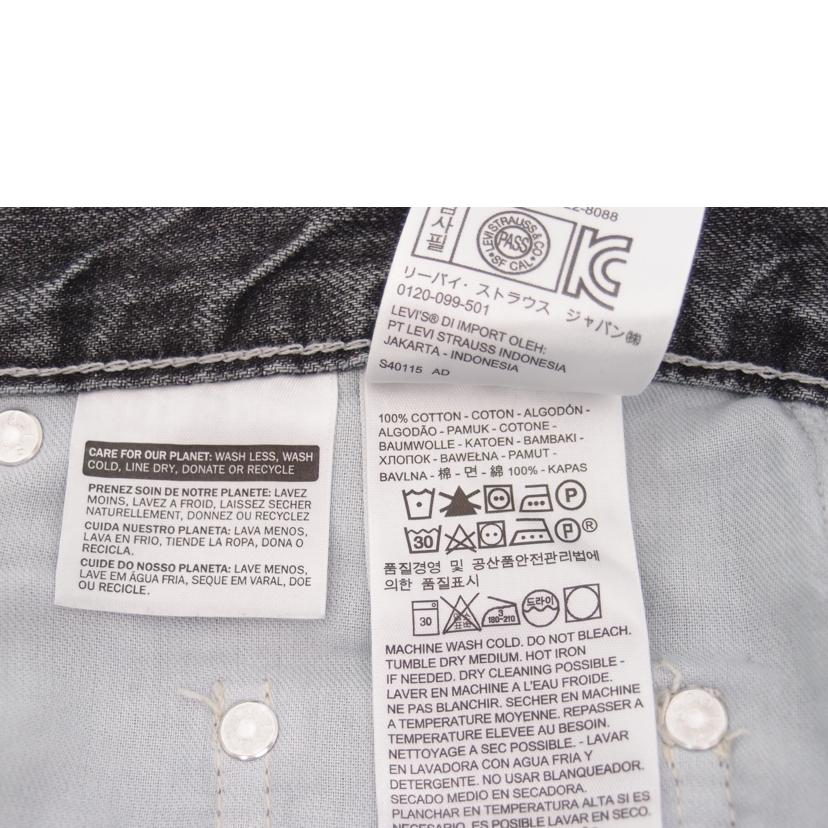 CARE FOR OUR PLANET: WASH LESS, WASH
COLD, LINE DRY, DONATE OR RECYCLE
PRENEZ SOIN DE NOTRE PLANETE: LAVEZ
MOINS, LAVEZ A FROID, LAISSEZ SECHER
NATURELLEMENT, DONNEZ OU RECYCLEZ
CUIDA NUESTRO PLANETA: LAVA MENOS,
LAVA EN FRIO, TIENDE LA ROPA, DONA O
RECICLA.
CUIDE DO NOSSO PLANETA: LAVE MENOS,
LAVE EM ÁGUA FRIA, SEQUE EM VARAL, DOE
OU RECICLE.
2-8088
사필
LEVI STRAUSS & CO
PASS
SF CAL
KC
リーバイ・ストラウス ジャパン㈱
0120-099-501
LEVI'S® DI IMPORT OLEH:
PT LEVI STRAUSS INDONESIA
JAKARTA - INDONESIA
S40115 AD
100% COTTON - COTON - ALGODÓN -
ALGODÃO - PAMUK - COTONE -
BAUMWOLLE - KATOEN - BAMBAKI -
ХЛОПОК - BAWEŁNA - PAMUT -
BAVLNA - 棉 - 면 - 綿 100% - KAPAS
P
30 P ®
품질경영 및 공산품안전관리법에
의한 품질표시
30 3 180-210 드라이
MACHINE WASH COLD. DO NOT BLEACH.
TUMBLE DRY MEDIUM. HOT IRON
IF NEEDED. DRY CLEANING POSSIBLE -
LAVER EN MACHINE A L'EAU FROIDE.
NE PAS BLANCHIR. SECHER EN MACHINE
A TEMPERATURE MOYENNE. REPASSER A
TEMPERATURE ELEVEE AU BESOIN.
NETTOYAGE A SEC POSSIBLE. - LAVAR
EN LAVADORA CON AGUA FRIA Y
DETERGENTE. NO USAR BLANQUEADOR.
SECADO MEDIO EN SECADORA.
PLANCHAR EN TEMPERATURA ALTA SI ES
NECESARIO. ES POSIBLE LAVAR EN SECO.